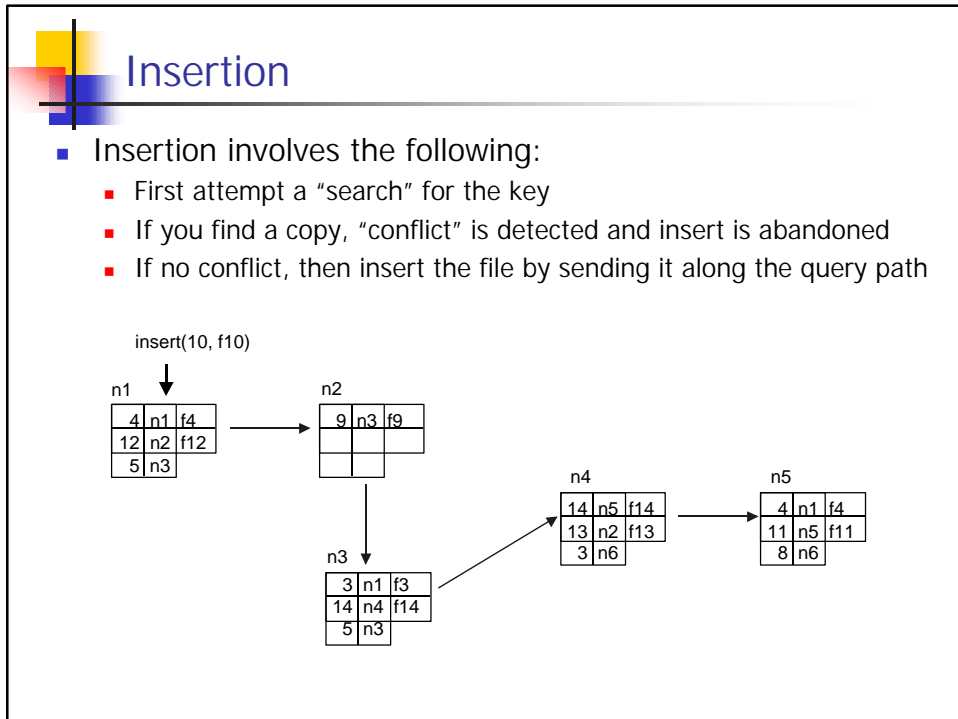 Insertion
Insertion involves the following:
First attempt a “search” for the key
If you find a copy, “conflict” is detected and insert is abandoned
If no conflict, then insert the file by sending it along the query path
insert(10, f10)
n1
4 n1 f4
12 n2 f12
5 n3
n2
9 n3 f9
n3
3 n1 f3
14 n4 f14
5 n3
n4
14 n5 f14
13 n2 f13
3 n6
n5
4 n1 f4
11 n5 f11
8 n6